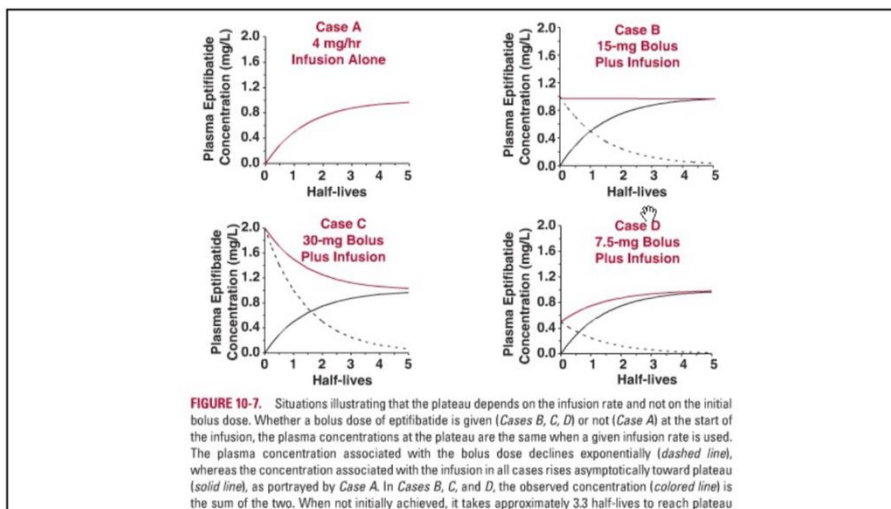 Case A
4 mg/hr
Infusion Alone
Plasma Eptifibatide
Concentration (mg/L)
2.0
1.6
1.2
0.8
0.4
0.0
0 1 2 3 4 5
Half-lives
Case B
15-mg Bolus
Plus Infusion
Plasma Eptifibatide
Concentration (mg/L)
2.0
1.6
1.2
0.8
0.4
0.0
0 1 2 3 4 5
Half-lives
Case C
30-mg Bolus
Plus Infusion
Plasma Eptifibatide
Concentration (mg/L)
2.0
1.6
1.2
0.8
0.4
0.0
0 1 2 3 4 5
Half-lives
Case D
7.5-mg Bolus
Plus Infusion
Plasma Eptifibatide
Concentration (mg/L)
2.0
1.6
1.2
0.8
0.4
0.0
0 1 2 3 4 5
Half-lives
FIGURE 10-7. Situations illustrating that the plateau depends on the infusion rate and not on the initial
bolus dose. Whether a bolus dose of eptifibatide is given (Cases B, C, D) or not (Case A) at the start of
the infusion, the plasma concentrations at the plateau are the same when a given infusion rate is used.
The plasma concentration associated with the bolus dose declines exponentially (dashed line),
whereas the concentration associated with the infusion in all cases rises asymptotically toward plateau
(solid line), as portrayed by Case A. In Cases B, C, and D, the observed concentration (colored line) is
the sum of the two. When not initially achieved, it takes approximately 3.3 half-lives to reach plateau